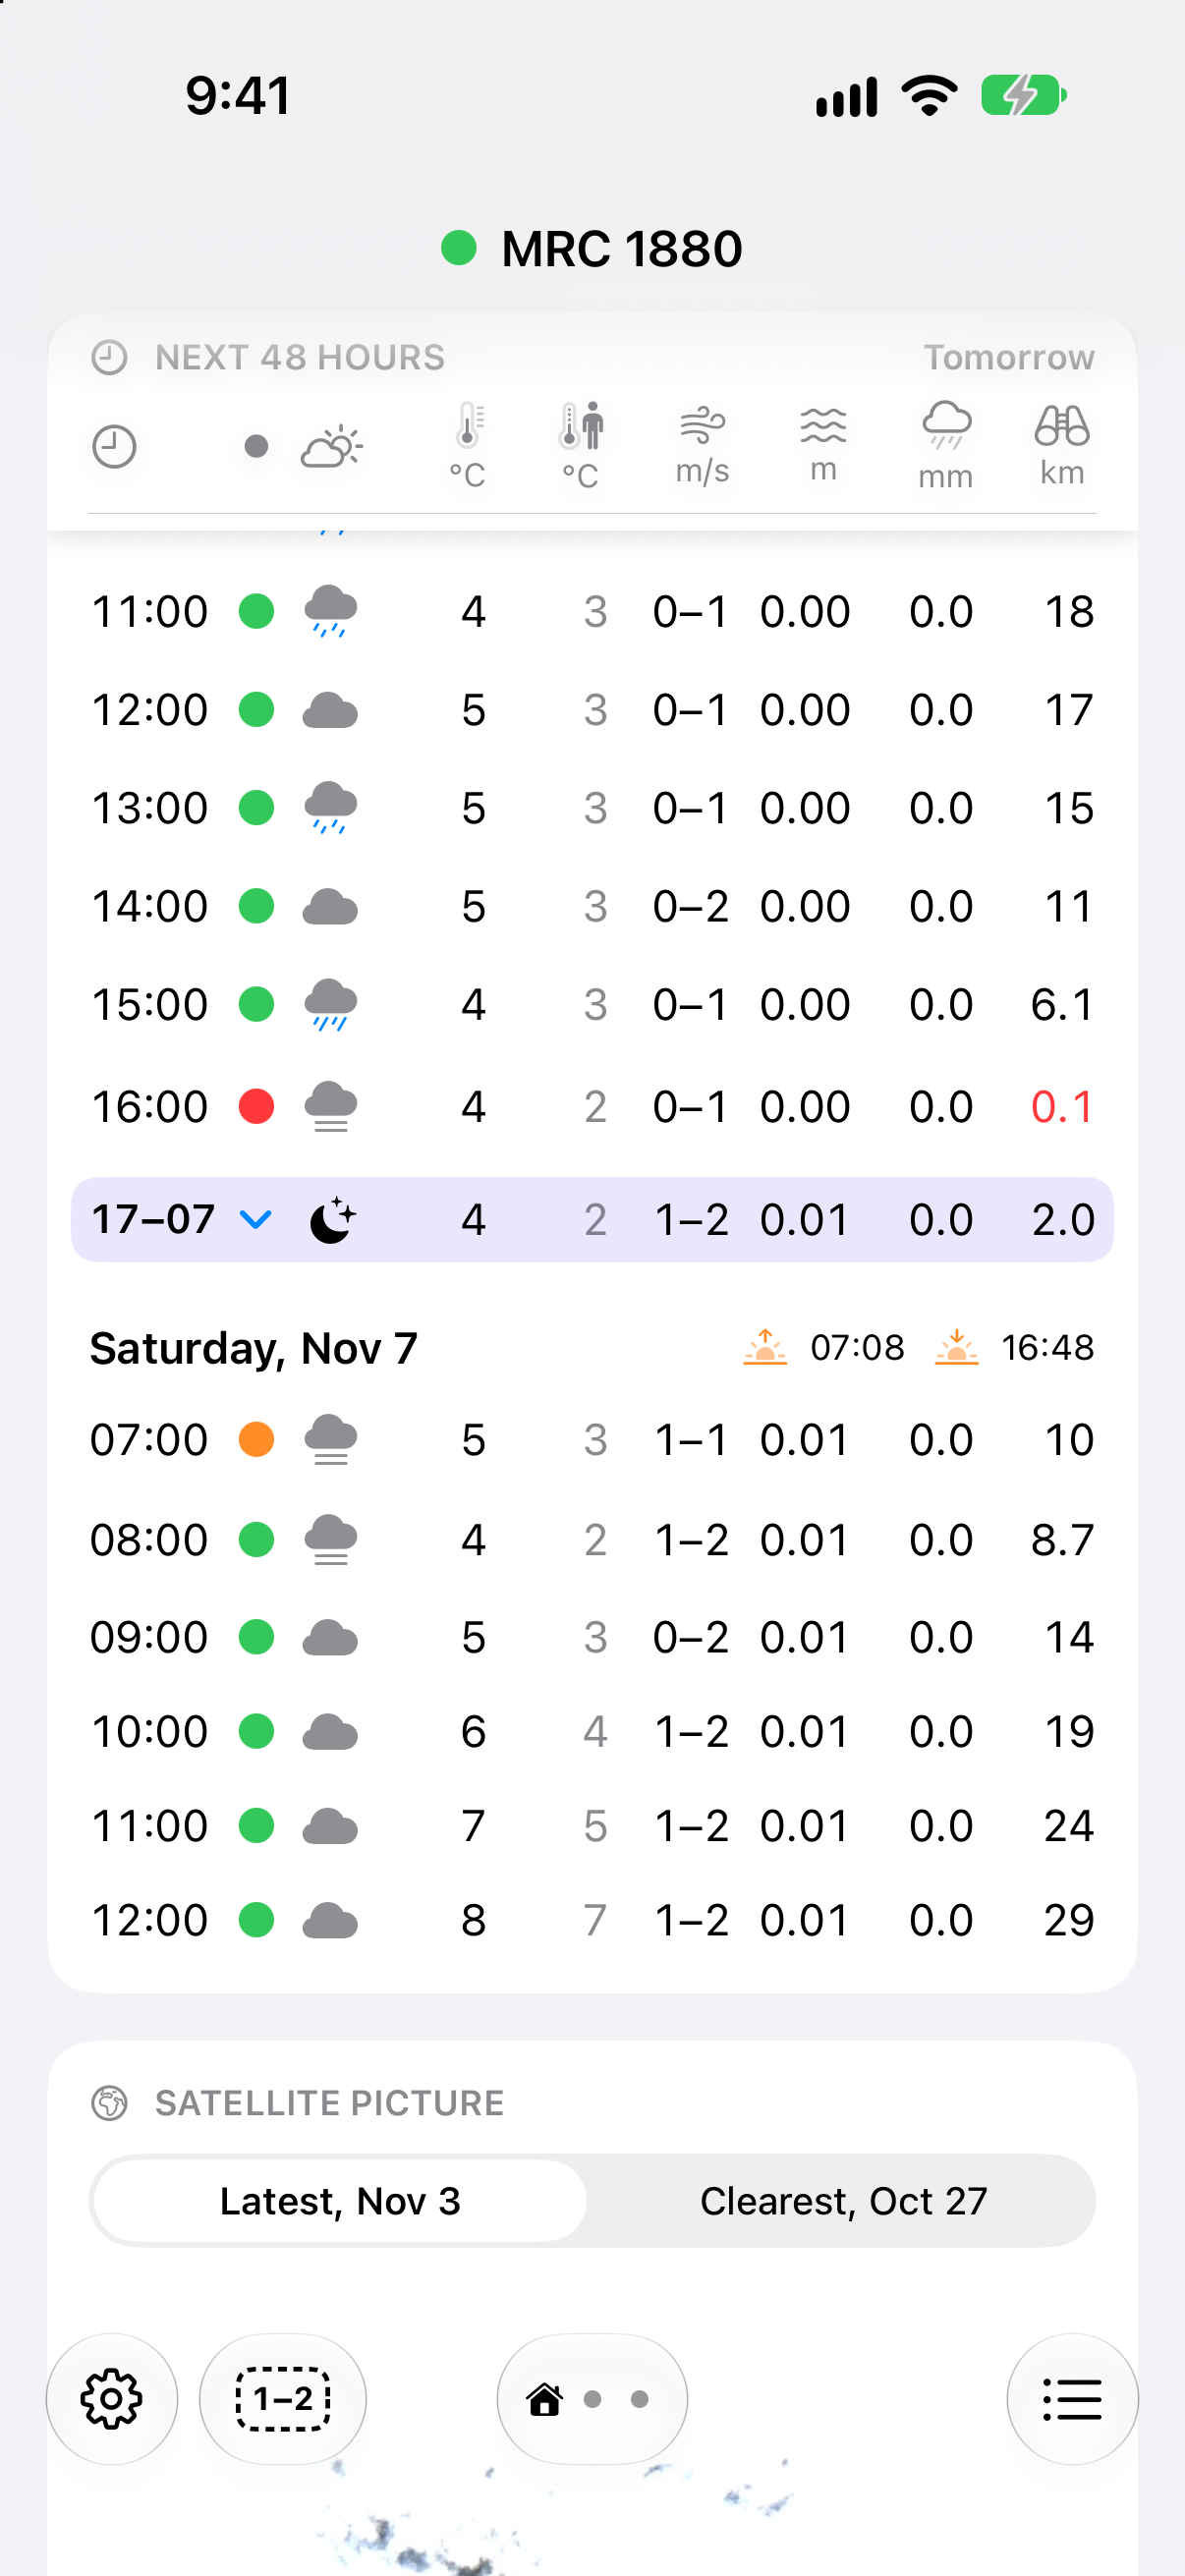 9:41
MRC 1880
NEXT 48 HOURS Tomorrow
°C °C m/s m mm km
11:00 4 3 0–1 0.00 0.0 18
12:00 5 3 0–1 0.00 0.0 17
13:00 5 3 0–1 0.00 0.0 15
14:00 5 3 0–2 0.00 0.0 11
15:00 4 3 0–1 0.00 0.0 6.1
16:00 4 2 0–1 0.00 0.0 0.1
17–07 4 2 1–2 0.01 0.0 2.0
Saturday, Nov 7 07:08 16:48
07:00 5 3 1–1 0.01 0.0 10
08:00 4 2 1–2 0.01 0.0 8.7
09:00 5 3 0–2 0.01 0.0 14
10:00 6 4 1–2 0.01 0.0 19
11:00 7 5 1–2 0.01 0.0 24
12:00 8 7 1–2 0.01 0.0 29
SATELLITE PICTURE
Latest, Nov 3 Clearest, Oct 27
1–2